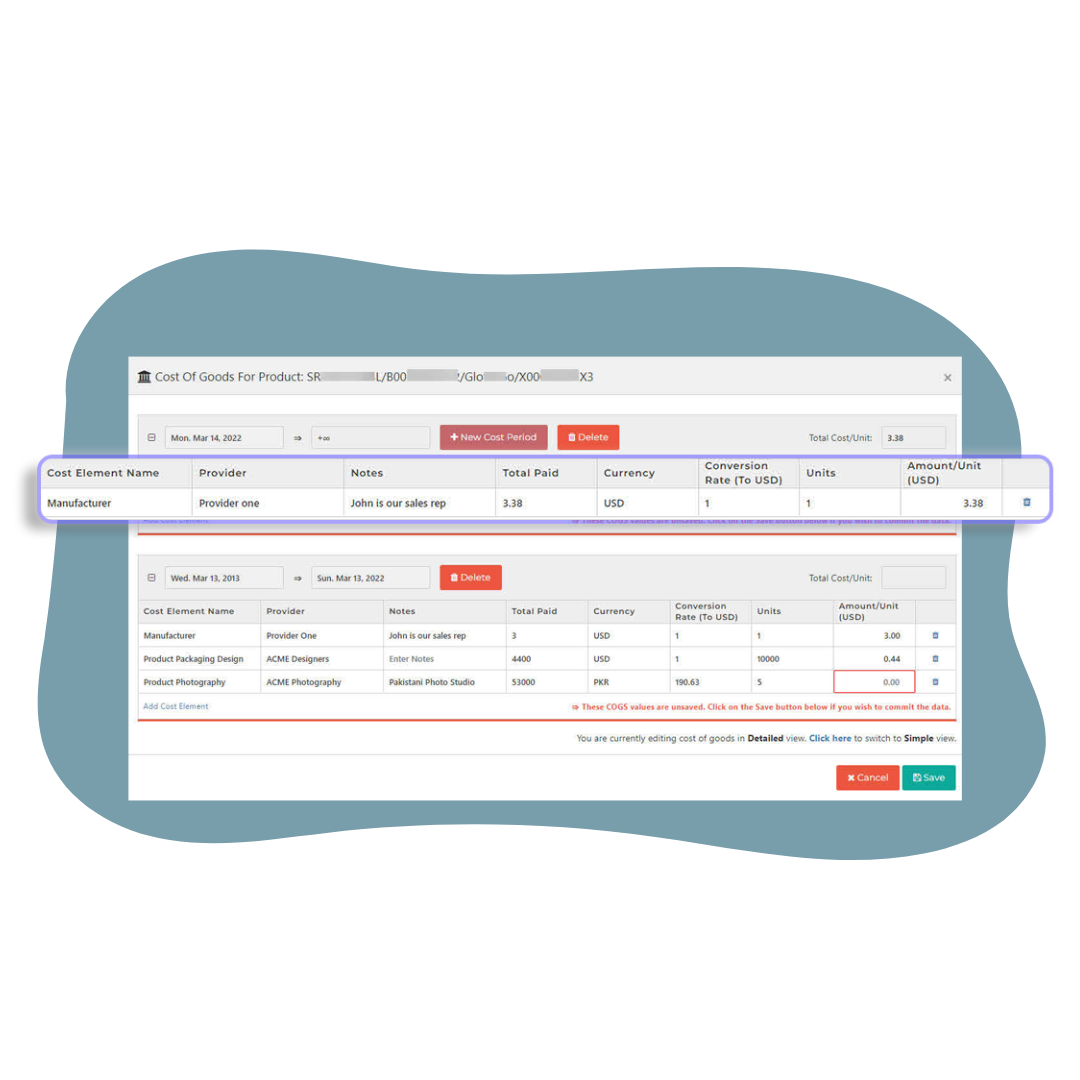 Cost Of Goods For Product: SR L/B00 /Glo o/X00 X3 ×
Mon. Mar 14, 2022 ⇒ +∞ + New Cost Period Delete Total Cost/Unit: 3.38
Cost Element Name Provider Notes Total Paid Currency Conversion Rate (To USD) Units Amount/Unit (USD)
Manufacturer Provider one John is our sales rep 3.38 USD 1 1 3.38
Add Cost Element ⇒ These COGS values are unsaved. Click on the Save button below if you wish to commit the data.
Wed. Mar 13, 2013 ⇒ Sun. Mar 13, 2022 Delete Total Cost/Unit:
Cost Element Name Provider Notes Total Paid Currency Conversion Rate (To USD) Units Amount/Unit (USD)
Manufacturer Provider One John is our sales rep 3 USD 1 1 3.00
Product Packaging Design ACME Designers Enter Notes 4400 USD 1 10000 0.44
Product Photography ACME Photography Pakistani Photo Studio 53000 PKR 190.63 5 0.00
Add Cost Element ⇒ These COGS values are unsaved. Click on the Save button below if you wish to commit the data.
You are currently editing cost of goods in Detailed view. Click here to switch to Simple view.
× Cancel Save